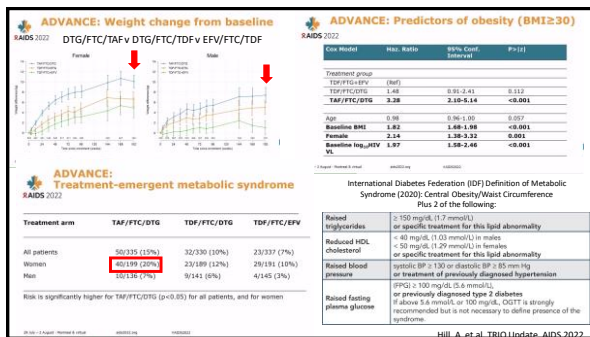 ADVANCE: Weight change from baseline
AIDS 2022
DTG/FTC/TAF v DTG/FTC/TDF v EFV/FTC/TDF
Female
Male
ADVANCE: Predictors of obesity (BMI≥30)
AIDS 2022
Cox Model Haz. Ratio 95% Conf. Interval P>(z)
Treatment group
TDF/FTC+EFV (Ref)
TDF/FTC/DTG 1.48 0.91-2.41 0.112
TAF/FTC/DTG 3.28 2.10-5.14 <0.001
Age 0.98 0.96-1.00 0.057
Baseline BMI 1.82 1.68-1.98 <0.001
Female 2.14 1.38-3.32 0.001
Baseline log10HIV VL 1.97 1.58-2.46 <0.001
ADVANCE:
Treatment-emergent metabolic syndrome
AIDS 2022
Treatment arm TAF/FTC/DTG TDF/FTC/DTG TDF/FTC/EFV
All patients 50/335 (15%) 32/330 (10%) 23/337 (7%)
Women 40/199 (20%) 23/189 (12%) 29/191 (10%)
Men 10/136 (7%) 9/141 (6%) 4/145 (3%)
Risk is significantly higher for TAF/FTC/DTG (p<0.05) for all patients, and for women
International Diabetes Federation (IDF) Definition of Metabolic
Syndrome (2020): Central Obesity/Waist Circumference
Plus 2 of the following:
Raised triglycerides
≥ 150 mg/dL (1.7 mmol/L)
or specific treatment for this lipid abnormality
Reduced HDL cholesterol
< 40 mg/dL (1.03 mmol/L) in males
< 50 mg/dL (1.29 mmol/L) in females
or specific treatment for this lipid abnormality
Raised blood pressure
systolic BP ≥ 130 or diastolic BP ≥ 85 mm Hg
or treatment of previously diagnosed hypertension
Raised fasting plasma glucose
(FPG) ≥ 100 mg/dL (5.6 mmol/L),
or previously diagnosed type 2 diabetes
If above 5.6 mmol/L or 100 mg/dL, OGTT is strongly
recommended but is not necessary to define presence of the
syndrome.
Hill, A. et al. TRIO Update, AIDS 2022